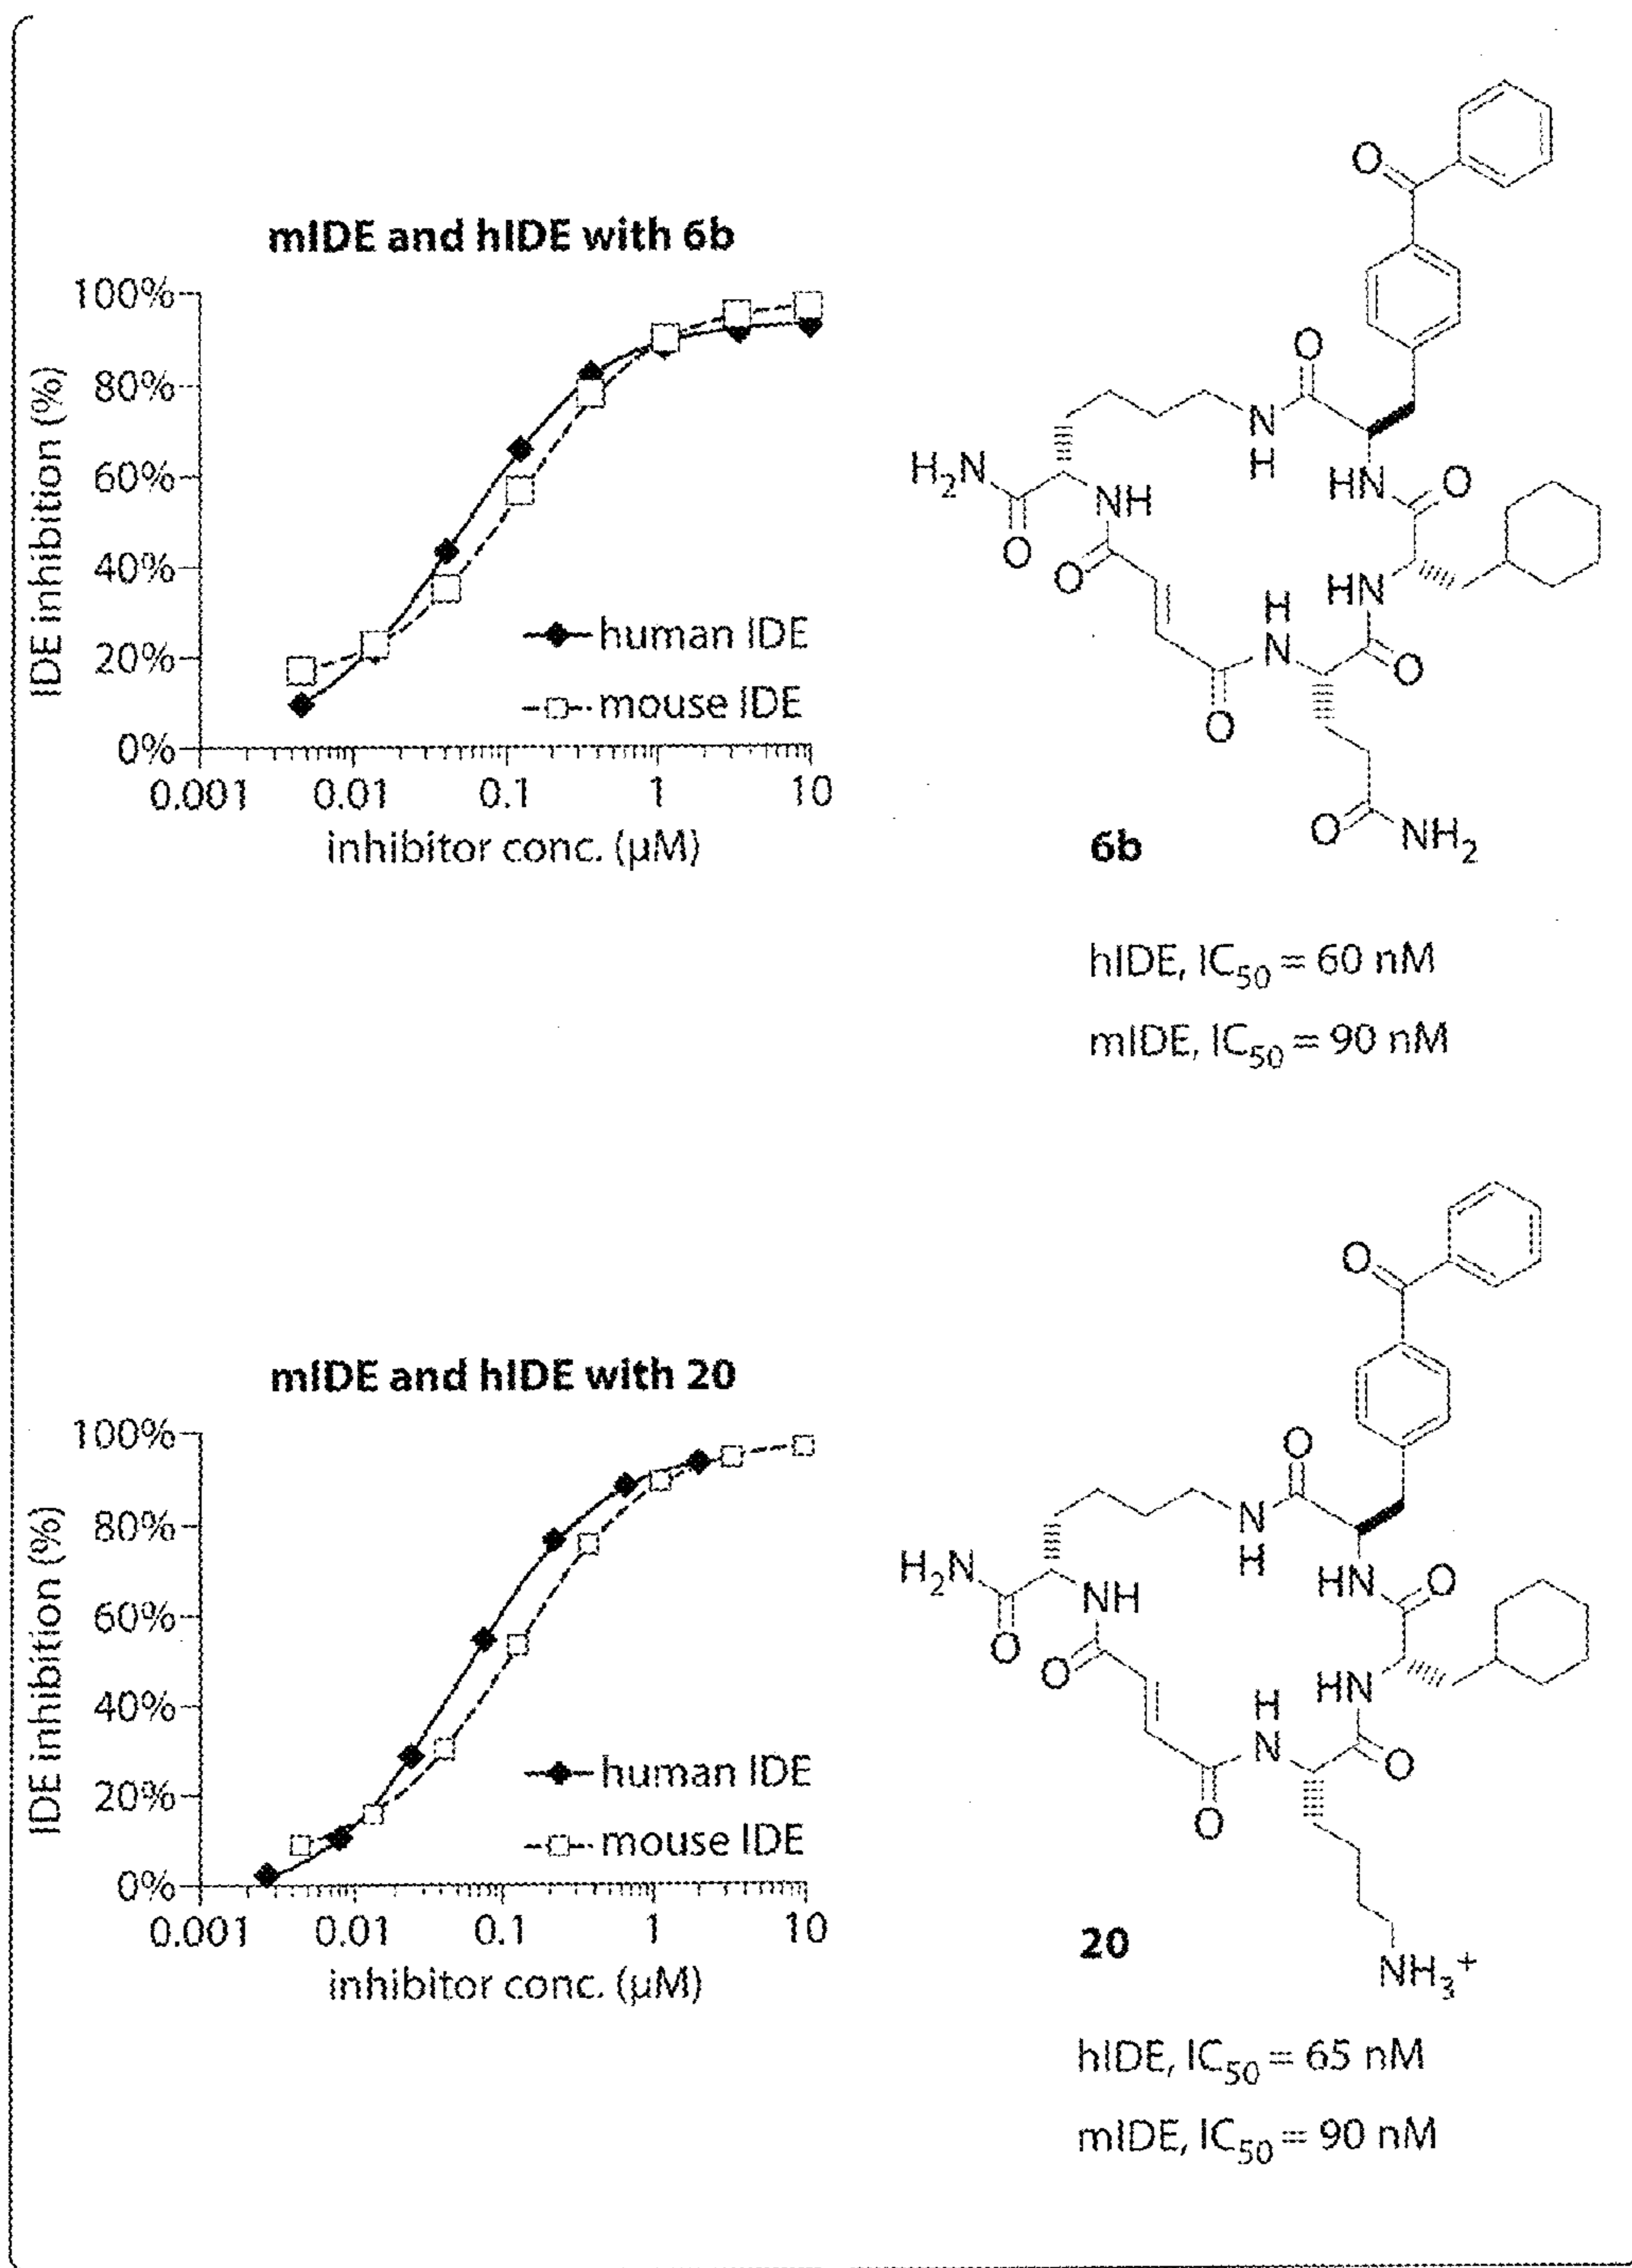 mIDE and hIDE with 6b
100%
80%
60%
40%
20%
0%
IDE inhibition (%)
human IDE
mouse IDE
0.001 0.01 0.1 1 10
inhibitor conc. (µM)
O
O
N
H
H₂N
O
NH
O
HN
O
HN
H
N
O
O
O
NH₂
6b
hIDE, IC₅₀ = 60 nM
mIDE, IC₅₀ = 90 nM
mIDE and hIDE with 20
100%
80%
60%
40%
20%
0%
IDE inhibition (%)
human IDE
mouse IDE
0.001 0.01 0.1 1 10
inhibitor conc. (µM)
O
O
N
H
H₂N
O
NH
O
HN
O
HN
H
N
O
O
NH₃⁺
20
hIDE, IC₅₀ = 65 nM
mIDE, IC₅₀ = 90 nM